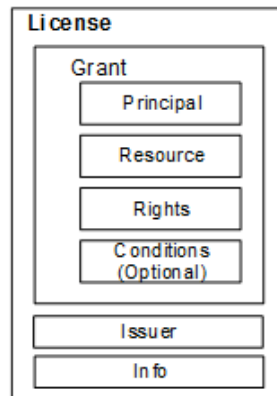 License
Grant
Principal
Resource
Rights
Conditions
(Optional)
Issuer
Info